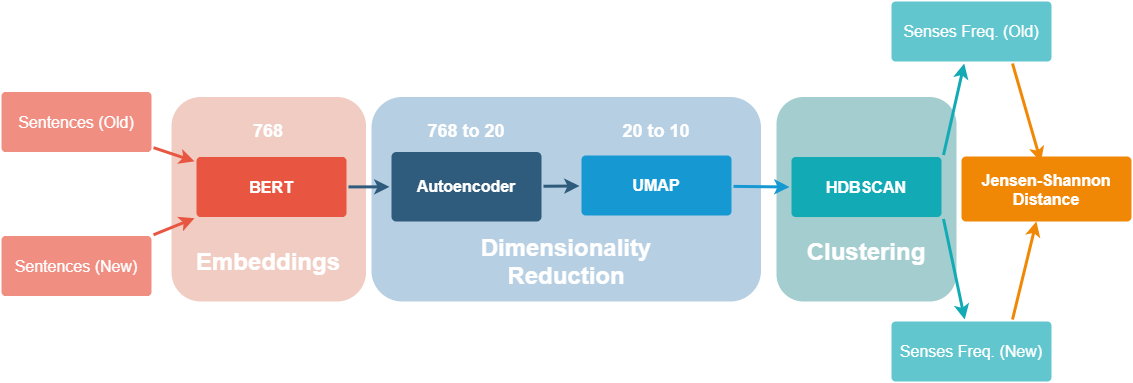 Sentences (Old)
Sentences (New)
768
BERT
Embeddings
768 to 20
Autoencoder
20 to 10
UMAP
Dimensionality
Reduction
HDBSCAN
Clustering
Senses Freq. (Old)
Senses Freq. (New)
Jensen-Shannon
Distance